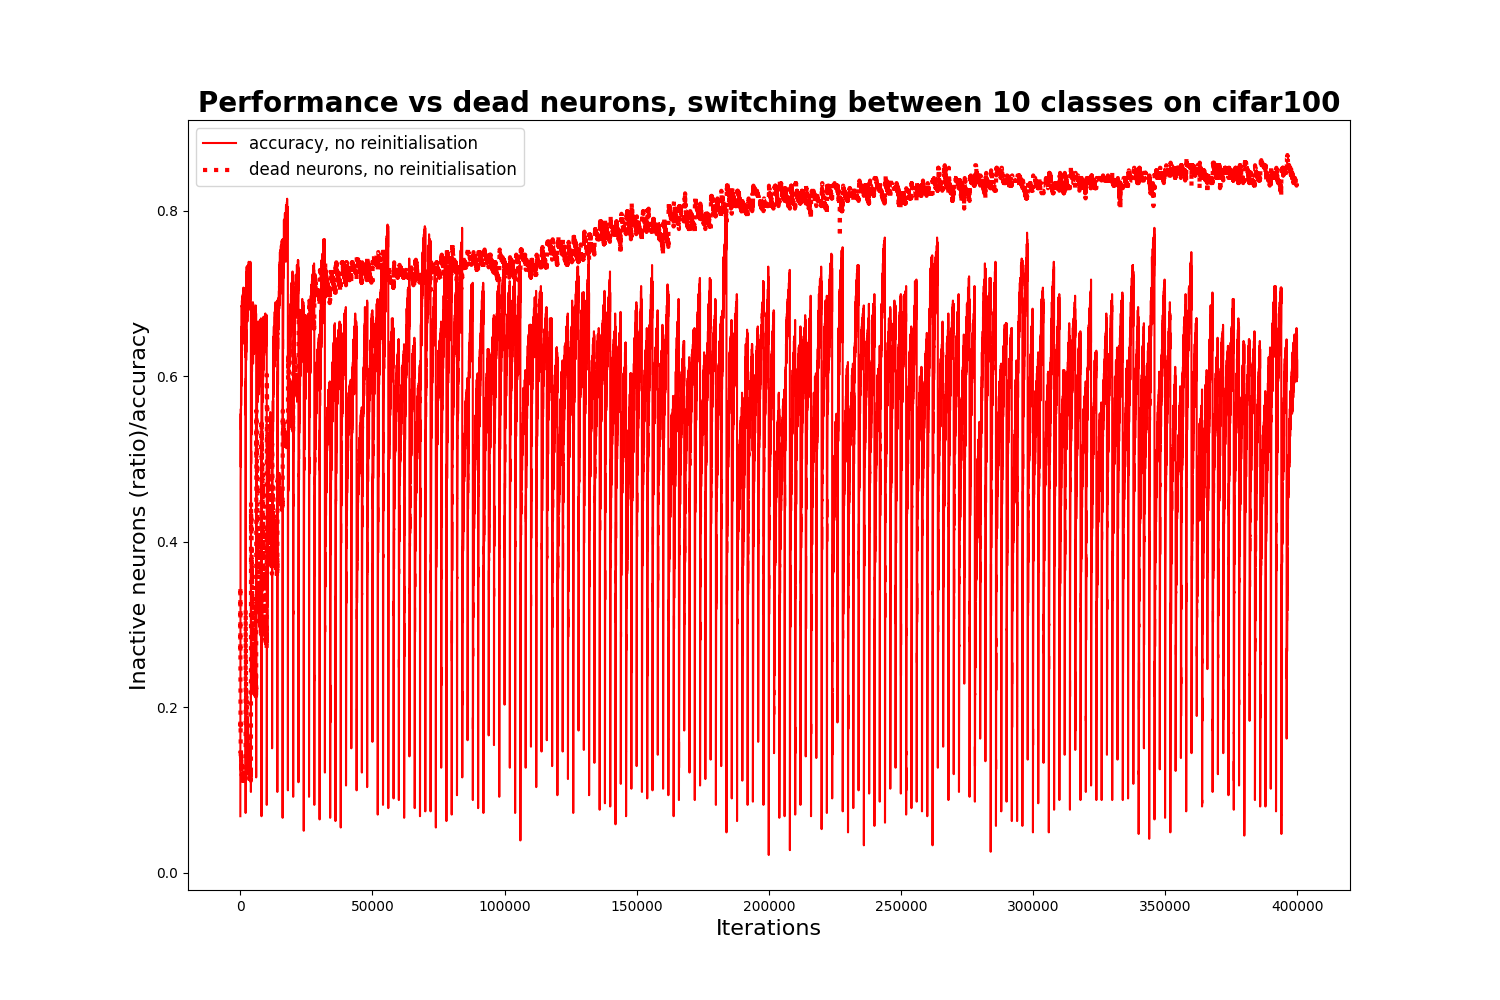 Performance vs dead neurons, switching between 10 classes on cifar100
accuracy, no reinitialisation
dead neurons, no reinitialisation
Inactive neurons (ratio)/accuracy
0.8
0.6
0.4
0.2
0.0
0 50000 100000 150000 200000 250000 300000 350000 400000
Iterations